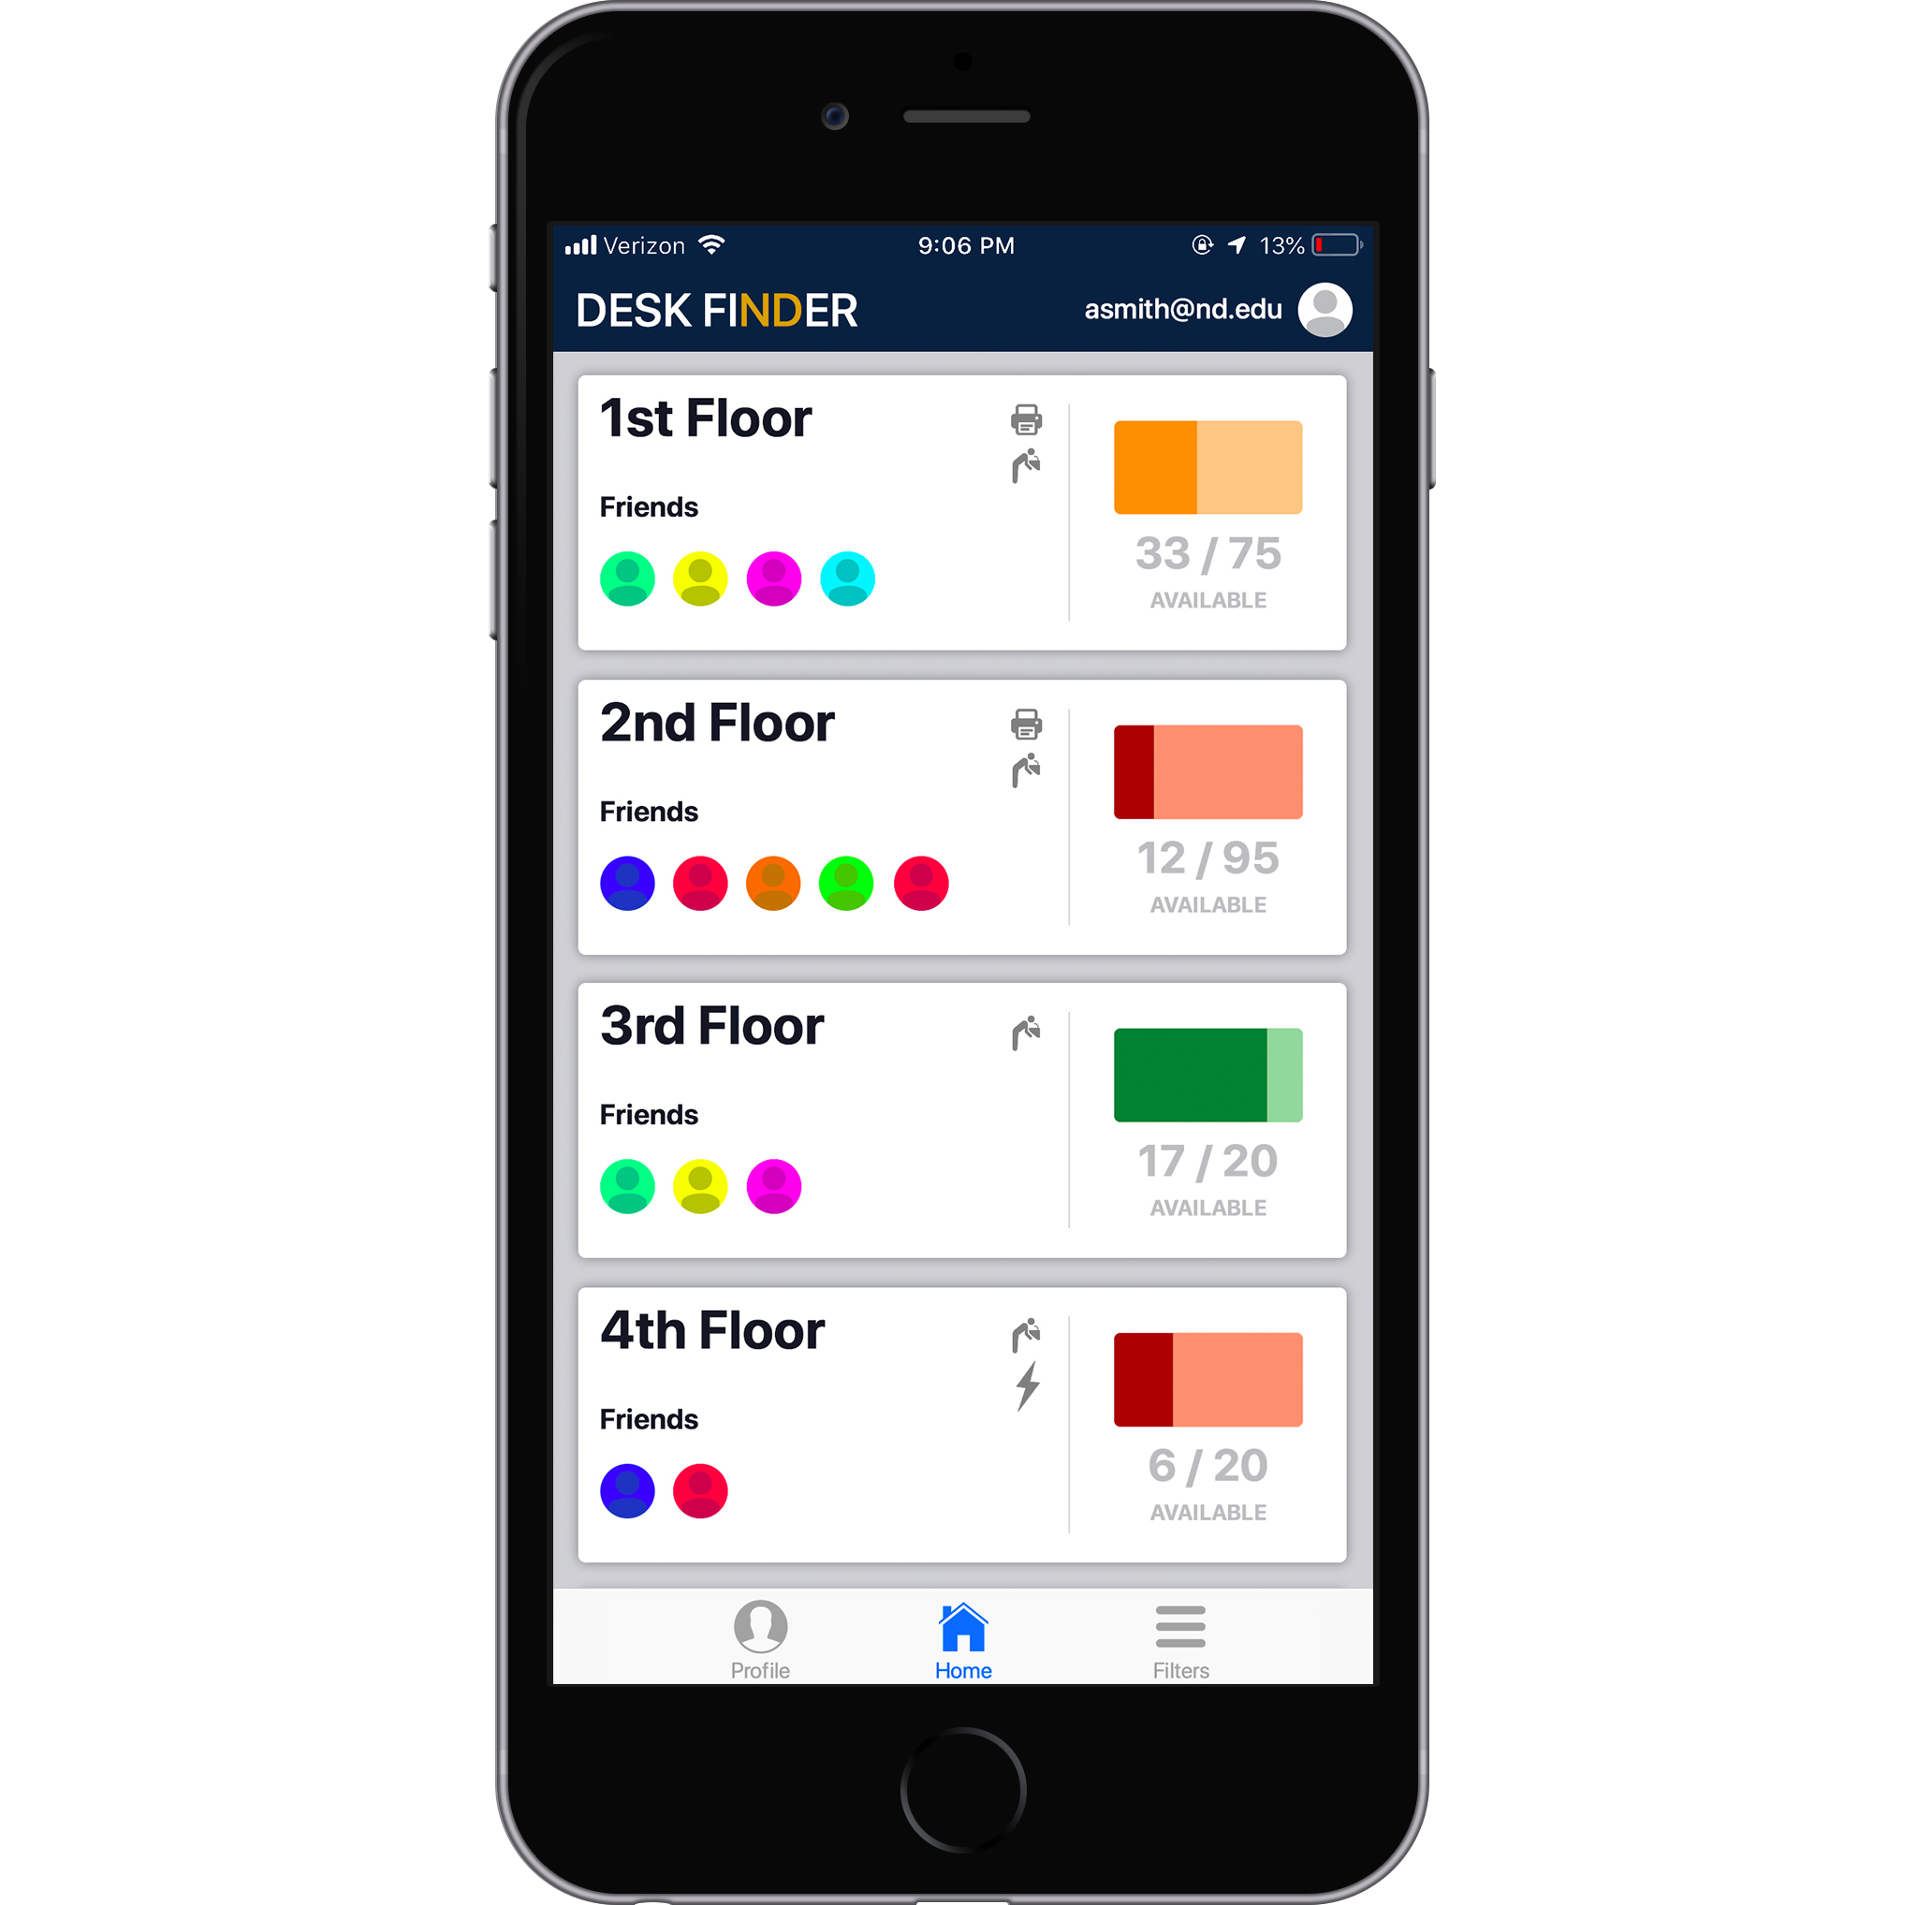 Verizon 9:06 PM 13%
DESK FINDER asmith@nd.edu
1st Floor
Friends
33 / 75
AVAILABLE
2nd Floor
Friends
12 / 95
AVAILABLE
3rd Floor
Friends
17 / 20
AVAILABLE
4th Floor
Friends
6 / 20
AVAILABLE
Profile Home Filters